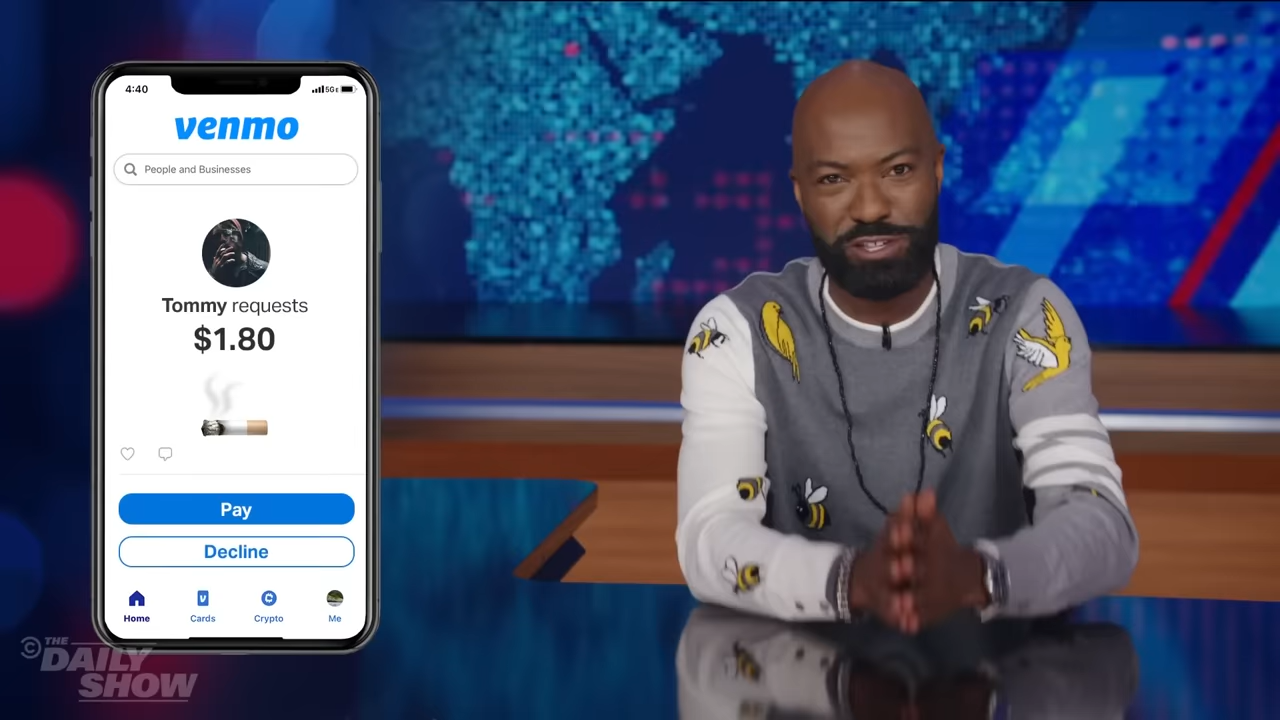 4:40
5GE
venmo
People and Businesses
Tommy requests
$1.80
Pay
Decline
Home
Cards
Crypto
Me
THE
DAILY
SHOW